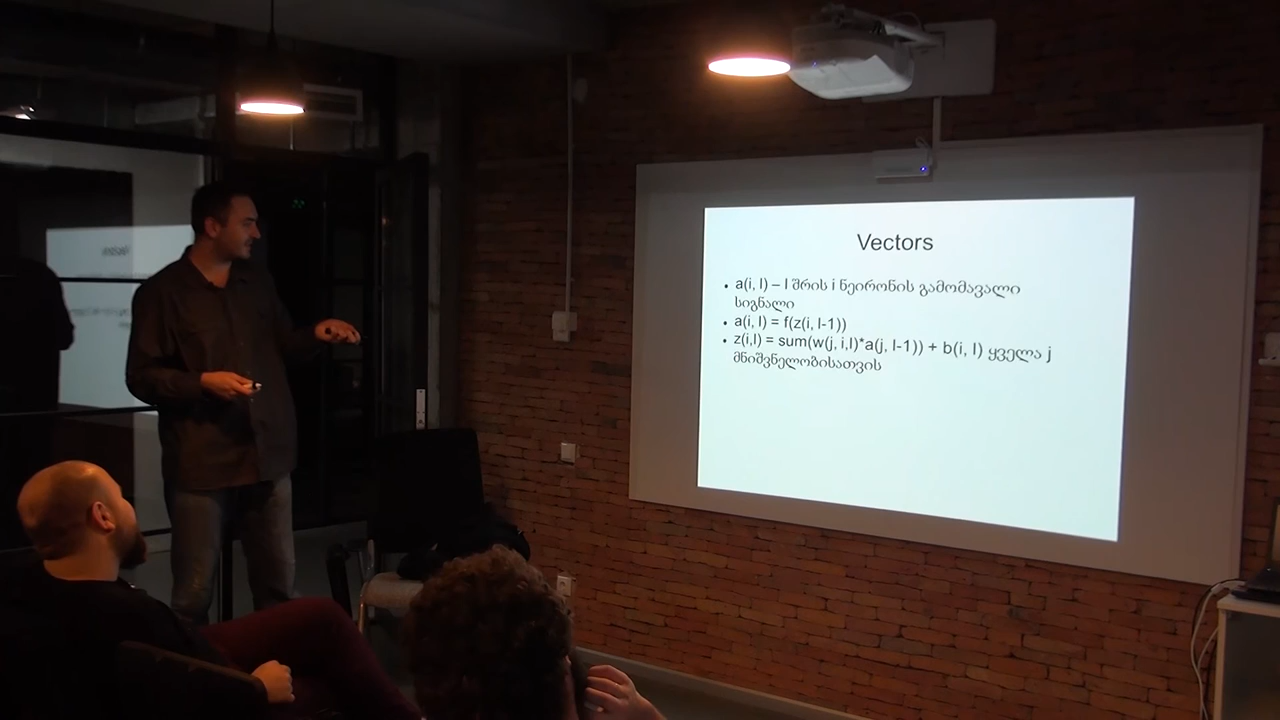 Vectors
• a(i, l) – l შრის i ნეირონის გამომავალი
სიგნალი
• a(i, l) = f(z(i, l-1))
• z(i,l) = sum(w(j, i,l)*a(j, l-1)) + b(i, l) ყველა j
მნიშვნელობისათვის